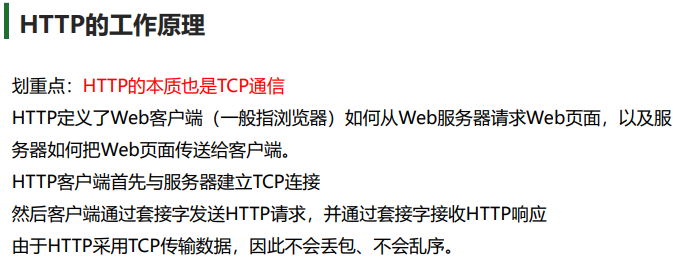 HTTP的工作原理
划重点：HTTP的本质也是TCP通信
HTTP定义了Web客户端（一般指浏览器）如何从Web服务器请求Web页面，以及服
务器如何把Web页面传送给客户端。
HTTP客户端首先与服务器建立TCP连接
然后客户端通过套接字发送HTTP请求，并通过套接字接收HTTP响应
由于HTTP采用TCP传输数据，因此不会丢包、不会乱序。